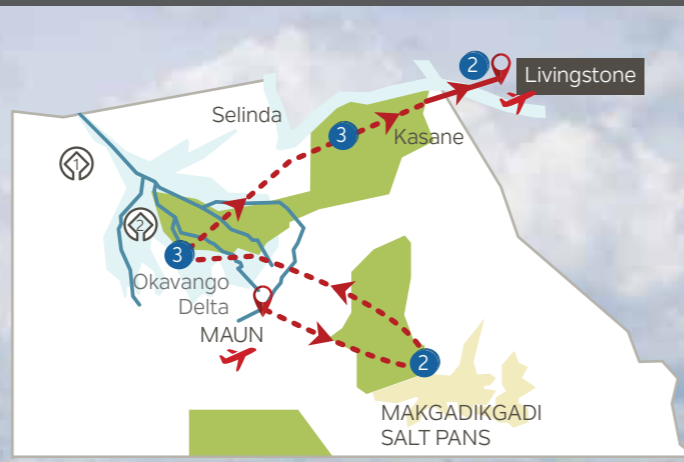 2
Livingstone
Selinda
3
Kasane
1
2
3
Okavango
Delta
MAUN
2
MAKGADIKGADI
SALT PANS